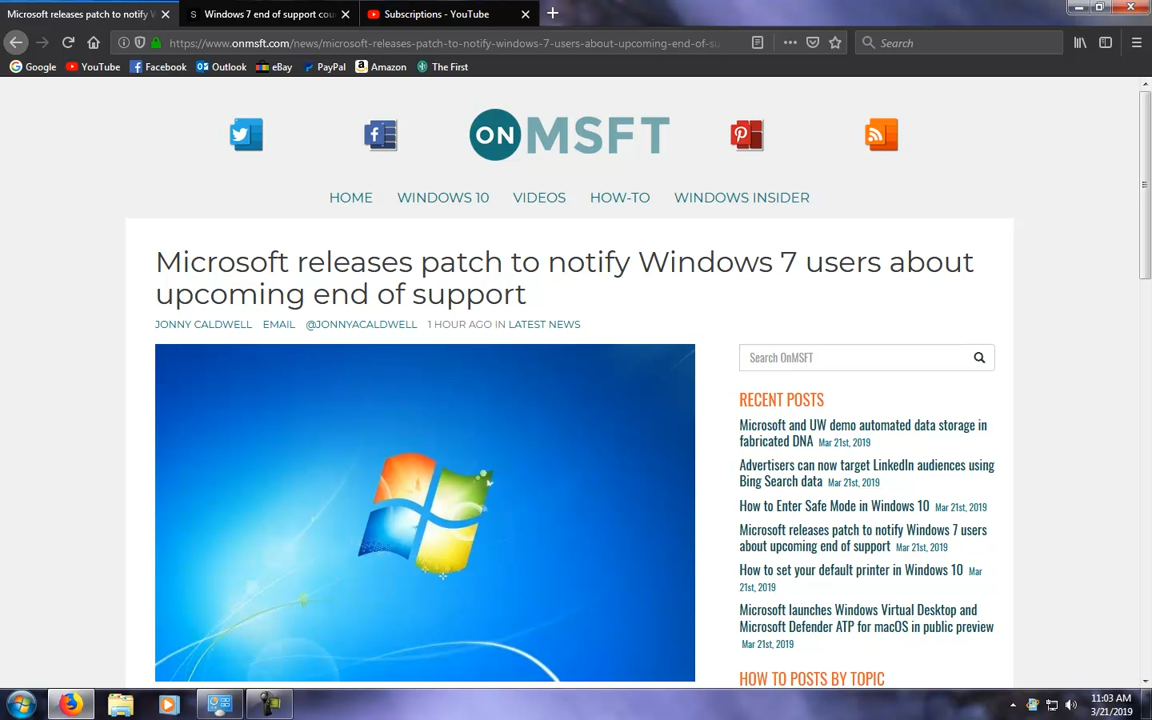 Microsoft releases patch to notify W
Windows 7 end of support cou
Subscriptions - YouTube
https://www.onmsft.com/news/microsoft-releases-patch-to-notify-windows-7-users-about-upcoming-end-of-su
Search
Google
YouTube
Facebook
Outlook
eBay
PayPal
Amazon
The First
ON MSFT
HOME
WINDOWS 10
VIDEOS
HOW-TO
WINDOWS INSIDER
Microsoft releases patch to notify Windows 7 users about
upcoming end of support
JONNY CALDWELL EMAIL @JONNYACALDWELL 1 HOUR AGO IN LATEST NEWS
Search OnMSFT
RECENT POSTS
Microsoft and UW demo automated data storage in
fabricated DNA Mar 21st, 2019
Advertisers can now target LinkedIn audiences using
Bing Search data Mar 21st, 2019
How to Enter Safe Mode in Windows 10 Mar 21st, 2019
Microsoft releases patch to notify Windows 7 users
about upcoming end of support Mar 21st, 2019
How to set your default printer in Windows 10 Mar
21st, 2019
Microsoft launches Windows Virtual Desktop and
Microsoft Defender ATP for macOS in public preview
Mar 21st, 2019
HOW TO POSTS BY TOPIC
11:03 AM
3/21/2019